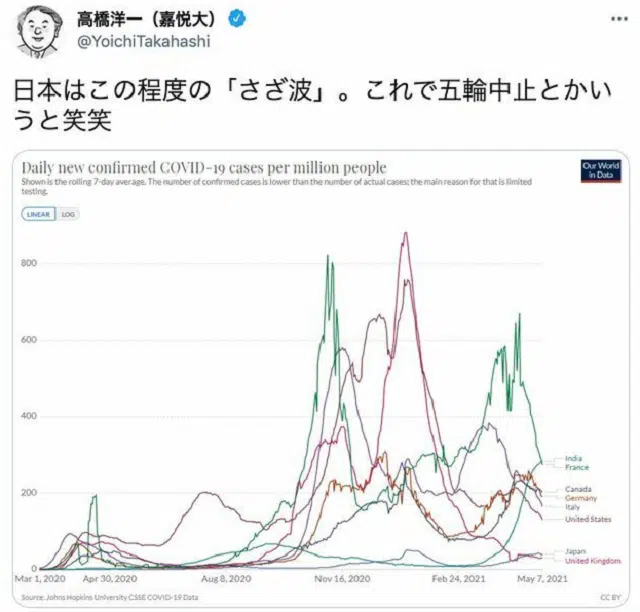 高橋洋一（嘉悦大）
@YoichiTakahashi
日本はこの程度の「さざ波」。これで五輪中止とかい
うと笑笑
Daily new confirmed COVID-19 cases per million people
Shown is the rolling 7-day average. The number of confirmed cases is lower than the number of actual cases; the main reason for that is limited
testing.
Our World
in Data
LINEAR LOG
800
600
400
200
0
India
France
Canada
Germany
Italy
United States
Japan
United Kingdom
Mar 1, 2020 Apr 30, 2020 Aug 8, 2020 Nov 16, 2020 Feb 24, 2021 May 7, 2021
Source: Johns Hopkins University CSSE COVID-19 Data CC BY